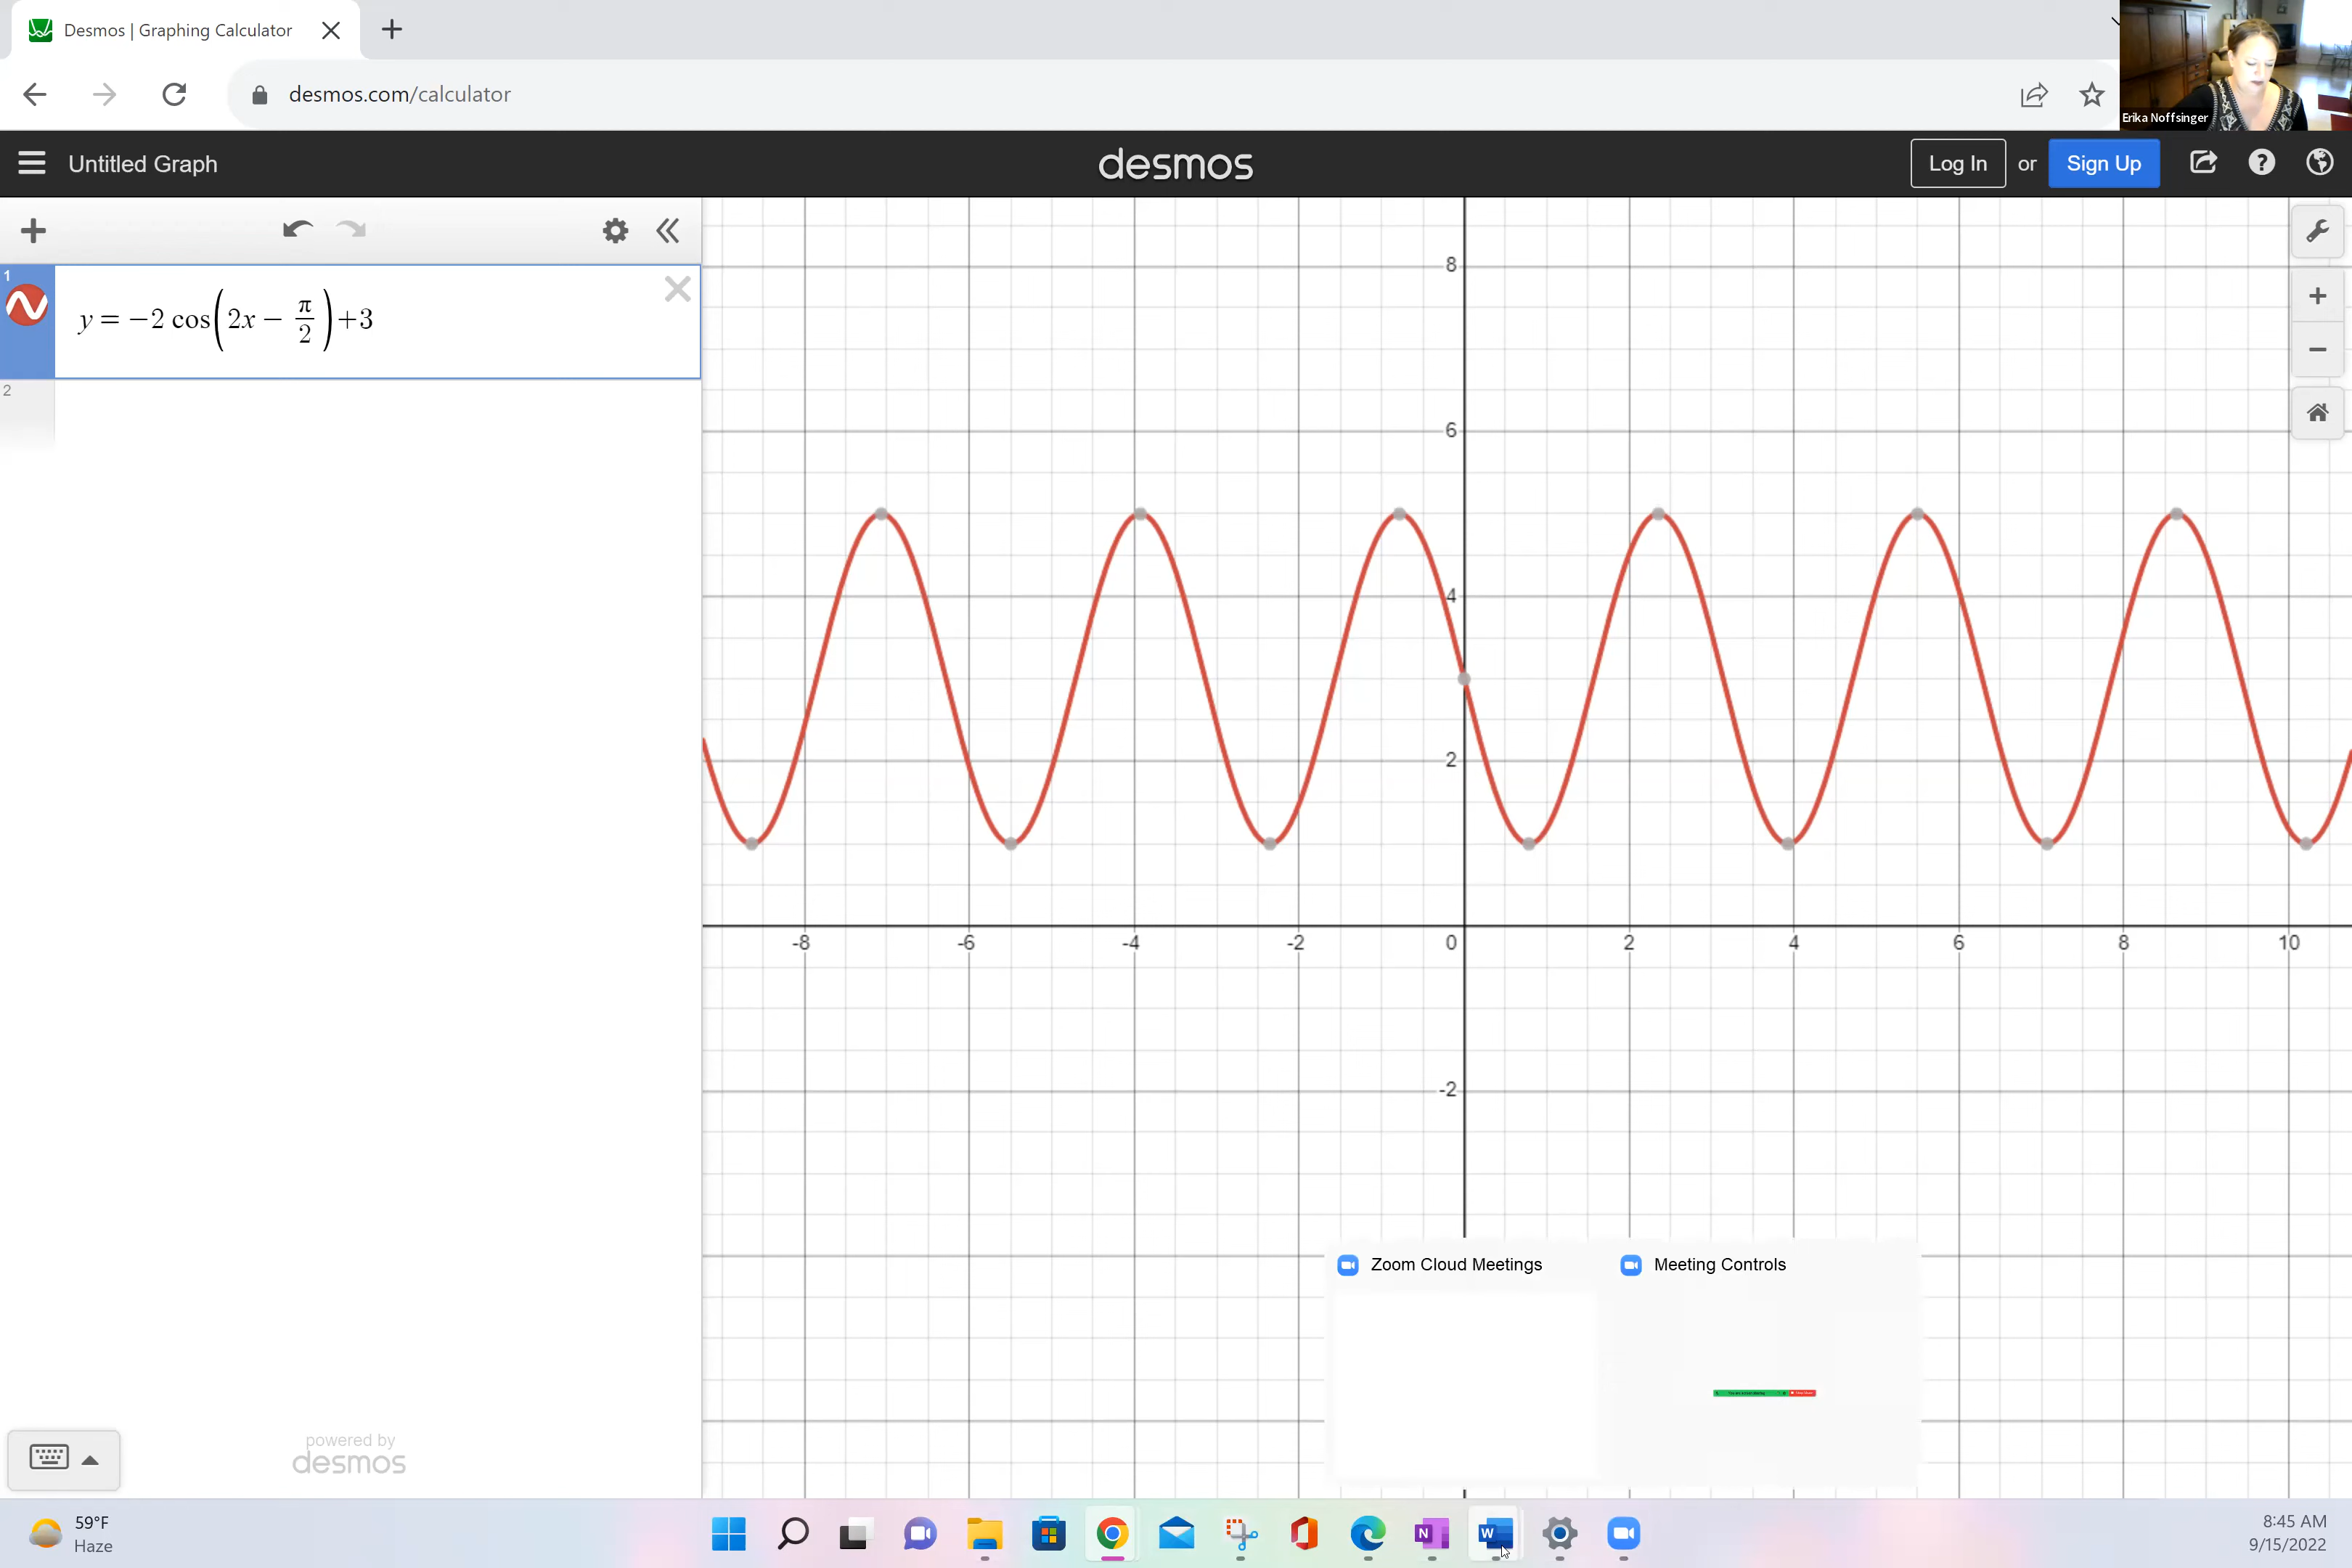 Desmos | Graphing Calculator
desmos.com/calculator
Erika Noffsinger
Untitled Graph
desmos
Log In or Sign Up
1
y = −2 cos(2x − π/2) +3
2
8
6
4
2
-8 -6 -4 -2 0 2 4 6 8 10
-2
Zoom Cloud Meetings
Meeting Controls
powered by
desmos
59°F
Haze
8:45 AM
9/15/2022